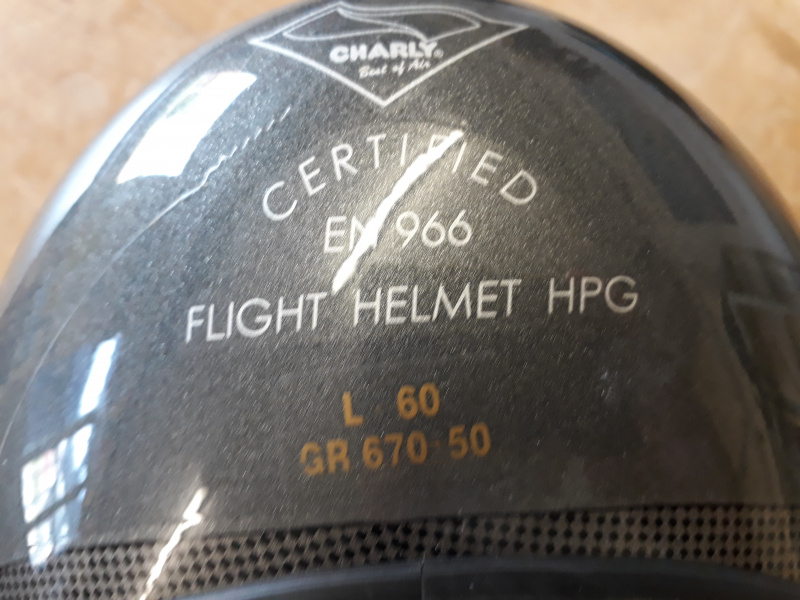 CHARLY®
Best of Air
CERTIFIED
EN 966
FLIGHT HELMET HPG
L 60
GR 670-50